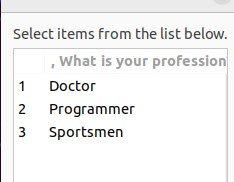 Select items from the list below.
, What is your profession
1 Doctor
2 Programmer
3 Sportsmen